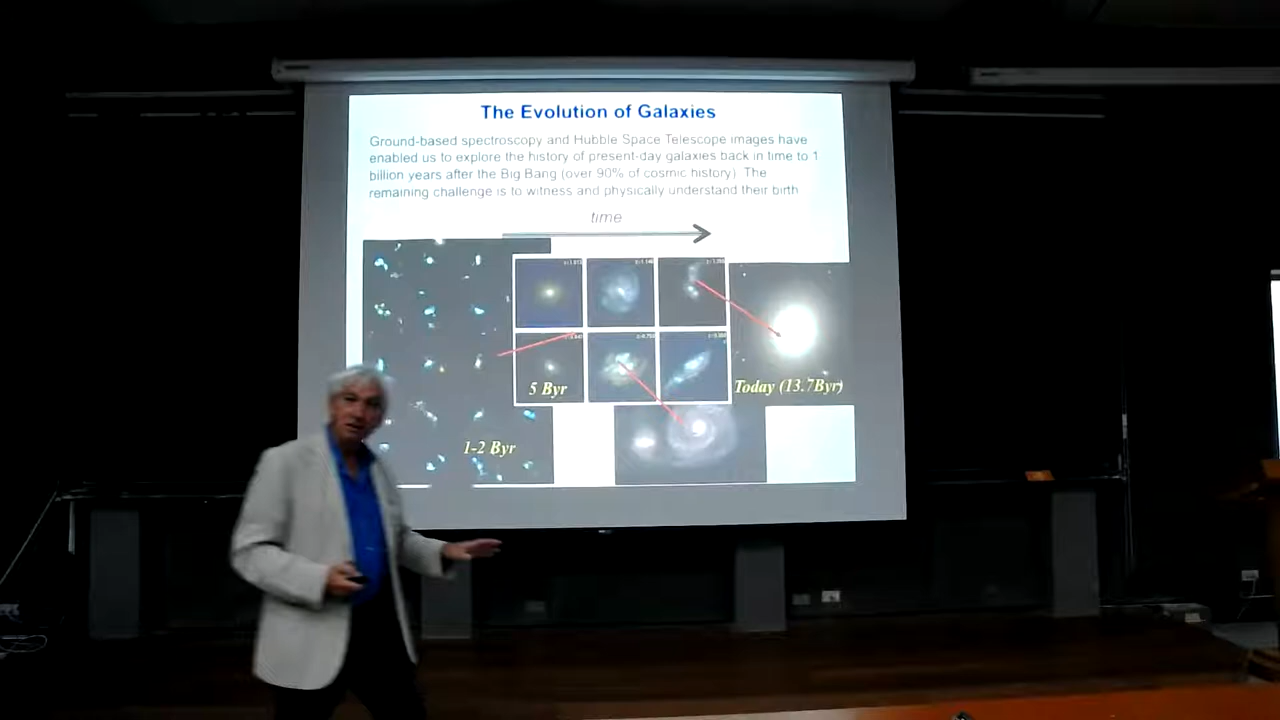 The Evolution of Galaxies
Ground-based spectroscopy and Hubble Space Telescope images have
enabled us to explore the history of present-day galaxies back in time to 1
billion years after the Big Bang (over 90% of cosmic history). The
remaining challenge is to witness and physically understand their birth
time
5 Byr
Today (13.7Byr)
1-2 Byr